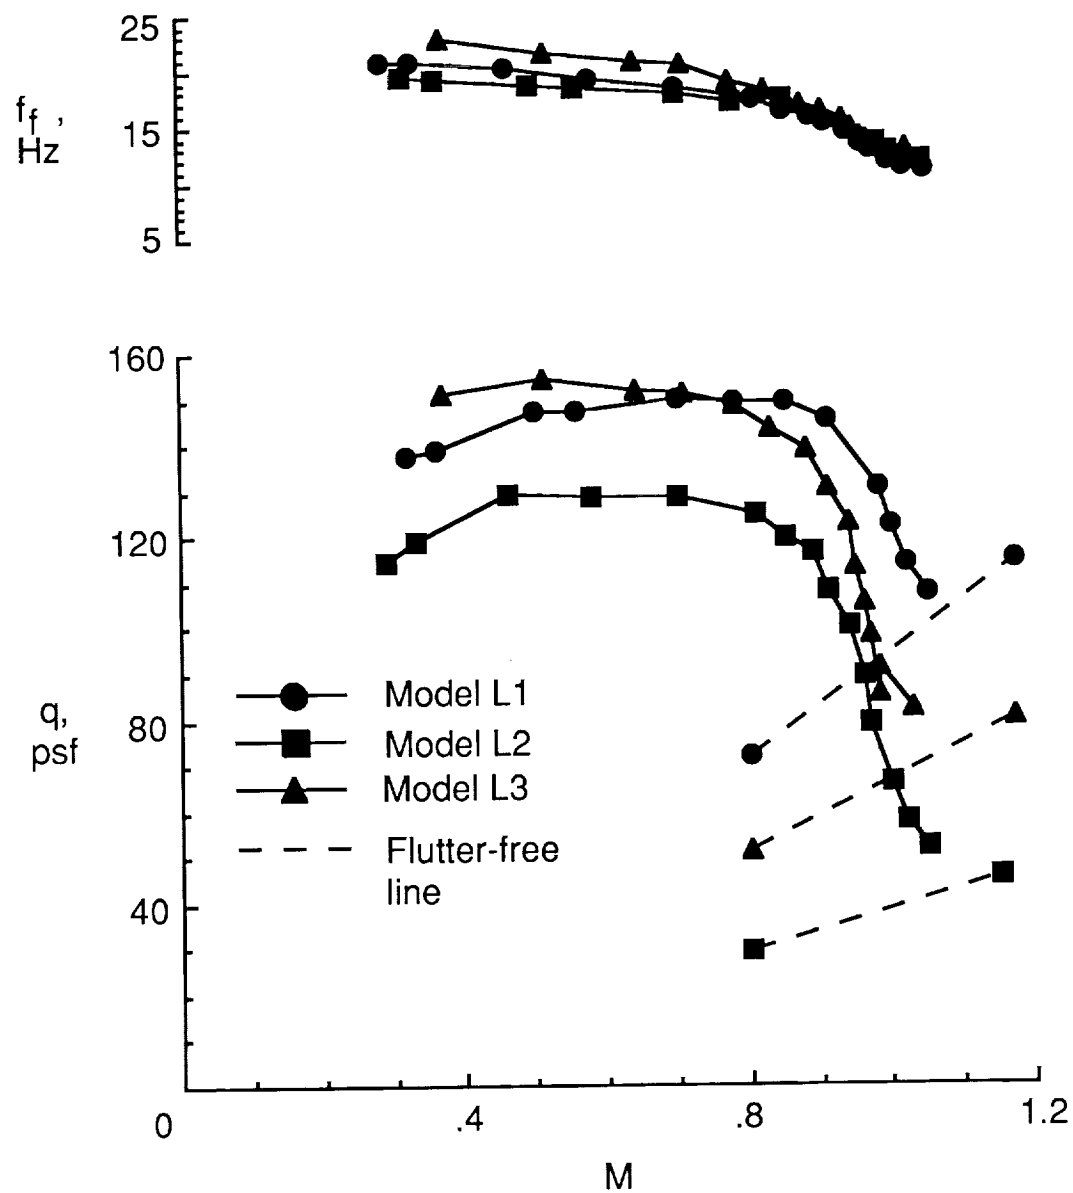 25
f_f,
Hz
15
5
160
120
q,
psf
80
40
Model L1
Model L2
Model L3
Flutter-free
line
0
.4
.8
1.2
M